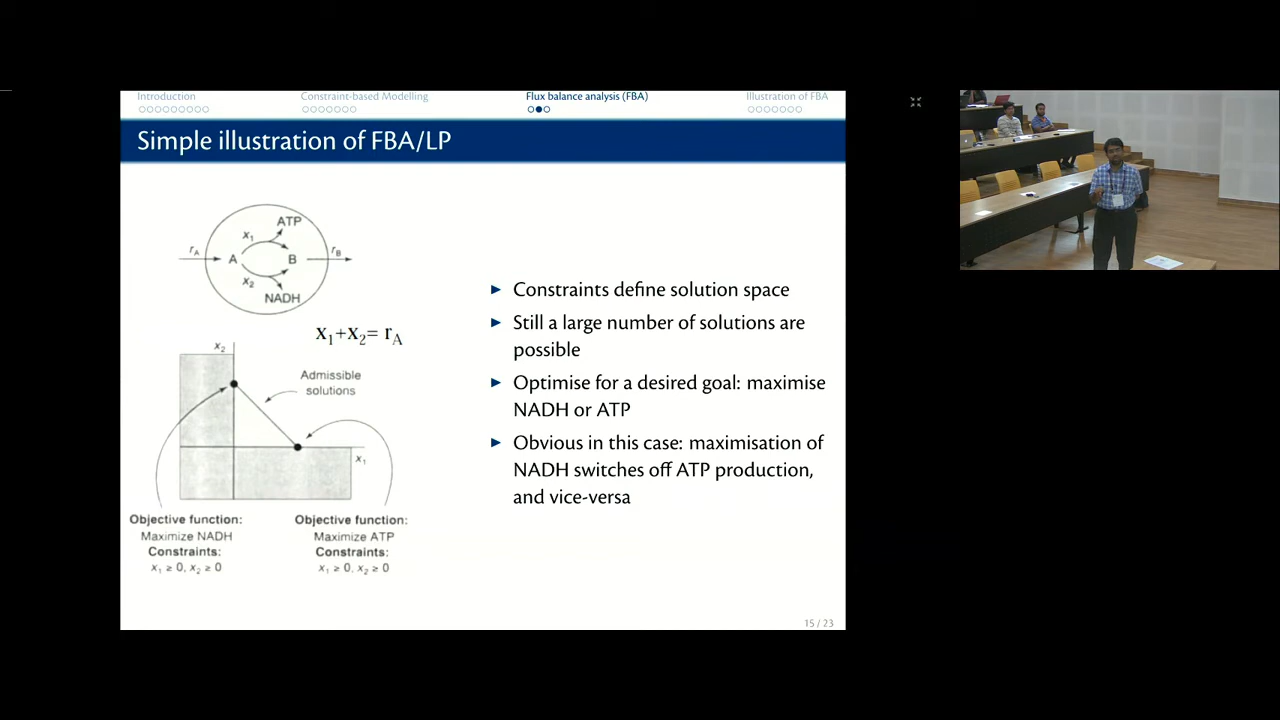 Introduction
Constraint-based Modelling
Flux balance analysis (FBA)
Illustration of FBA
Simple illustration of FBA/LP
ATP
x₁
r_A
A
B
r_B
x₂
NADH
x₁+x₂= r_A
x₂
Admissible
solutions
x₁
Objective function:
Maximize NADH
Constraints:
x₁ ≥ 0, x₂ ≥ 0
Objective function:
Maximize ATP
Constraints:
x₁ ≥ 0. x₂ ≥ 0
▶ Constraints define solution space
▶ Still a large number of solutions are
possible
▶ Optimise for a desired goal: maximise
NADH or ATP
▶ Obvious in this case: maximisation of
NADH switches off ATP production,
and vice-versa
15 / 23